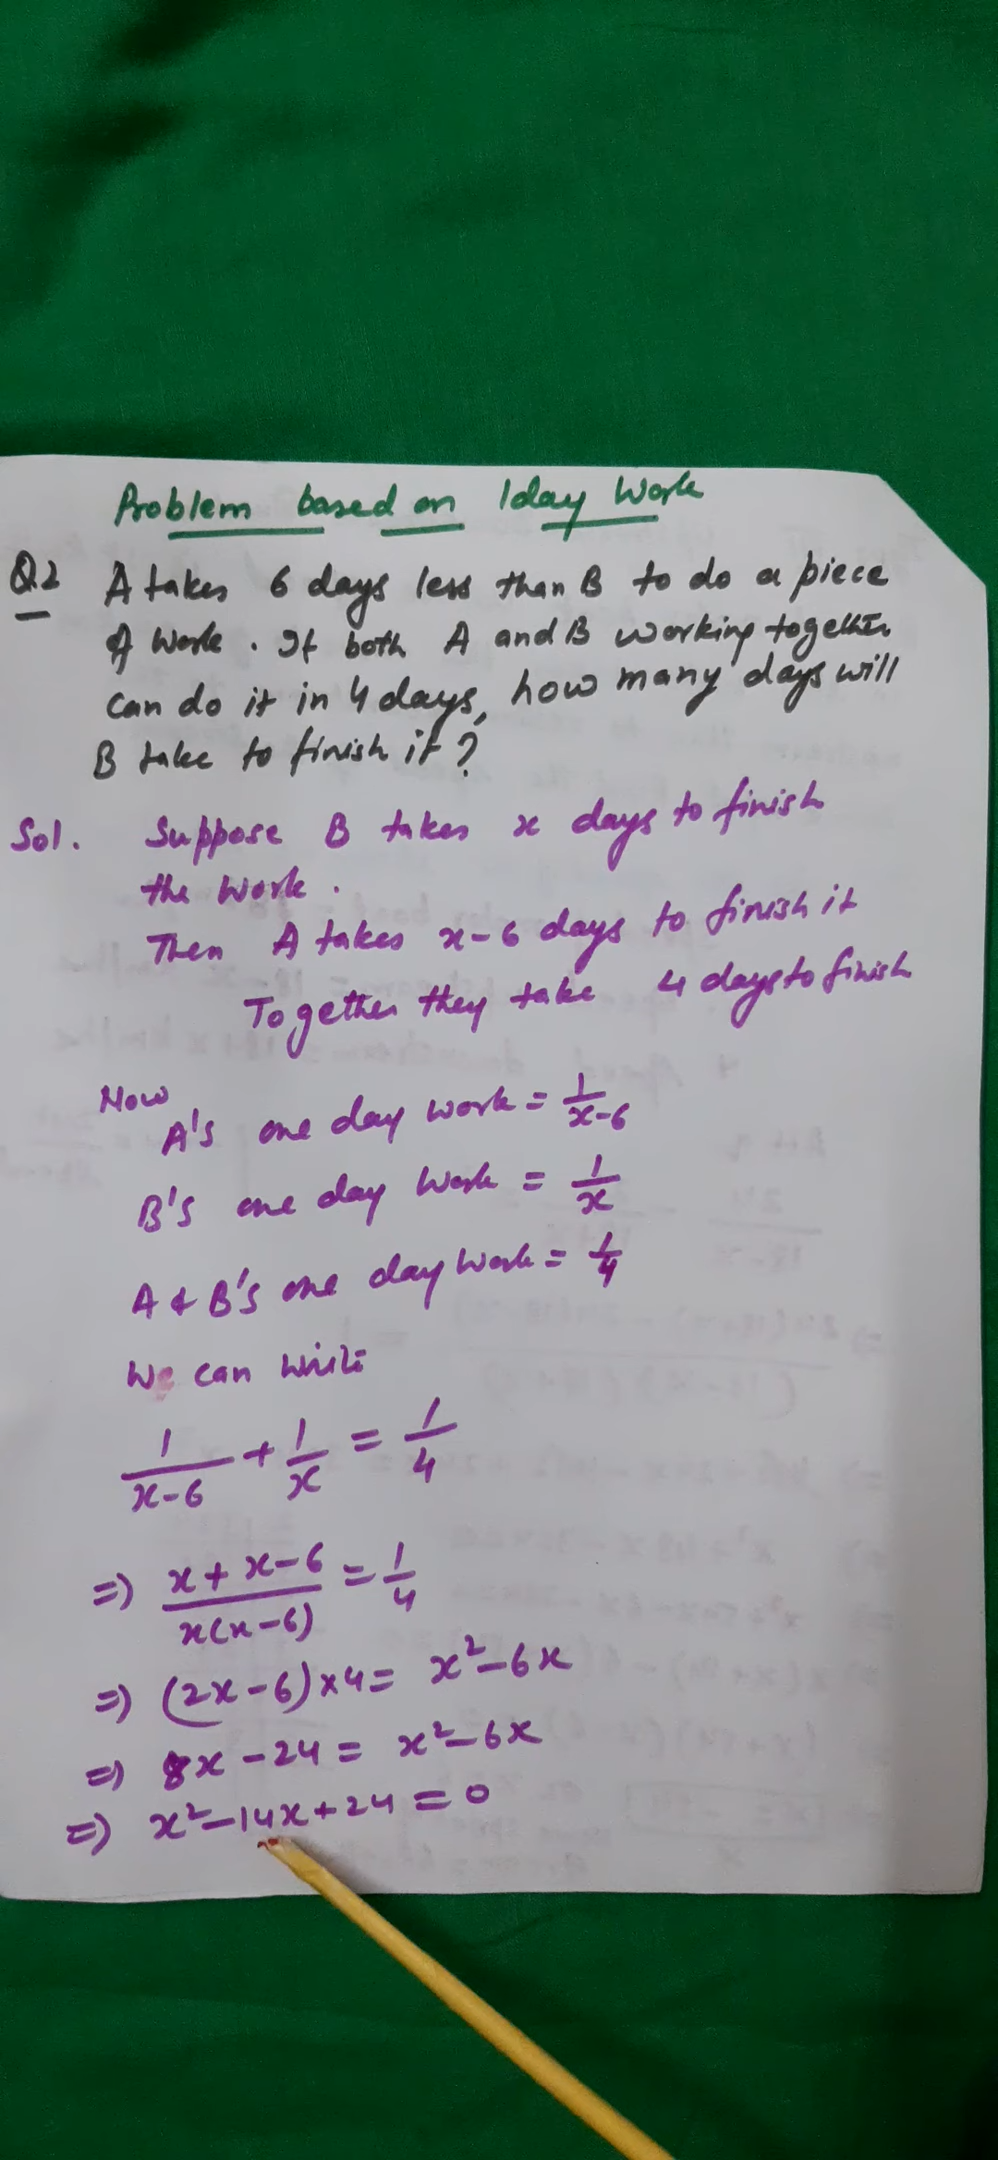 Problem based on 1day Work
Q2 A takes 6 days less than B to do a piece
of work. If both A and B working together
can do it in 4 days, how many days will
B take to finish it?
Sol. Suppose B takes x days to finish
the work.
Then A takes x-6 days to finish it
Together they take 4 days to finish
Now
A's one day work = 1/x-6
B's one day work = 1/x
A & B's one day work = 1/4
We can write
1/x-6 + 1/x = 1/4
=> x+x-6/x(x-6) = 1/4
=> (2x-6)×4 = x²-6x
=> 8x-24 = x²-6x
=> x²-14x+24 = 0